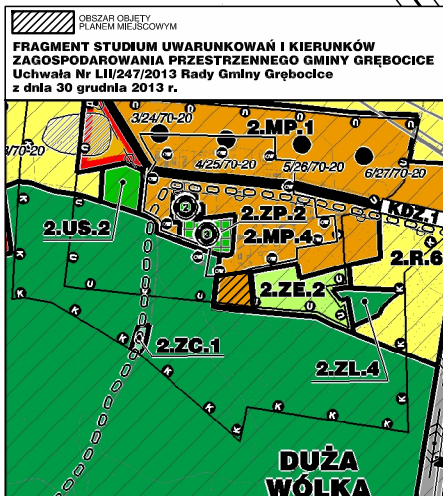 OBSZAR OBJĘTY
PLANEM MIEJSCOWYM
FRAGMENT STUDIUM UWARUNKOWAŃ I KIERUNKÓW
ZAGOSPODAROWANIA PRZESTRZENNEGO GMINY GRĘBOCICE
Uchwała Nr LII/247/2013 Rady Gminy Grębocice
z dnia 30 grudnia 2013 r.
3/24/70-20
2.MP.1
/70-20
4/25/70-20
5/26/70-20
6/27/70-20
KDZ.1
2.US.2
2.ZP.2
2.MP.4
2.R.6
2.ZE.2
2.ZC.1
2.ZL.4
DUŻA
WÓLKA